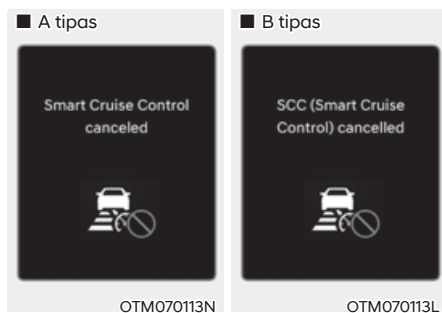 ■ A tipas
Smart Cruise Control
canceled
OTM070113N
■ B tipas
SCC (Smart Cruise
Control) cancelled
OTM070113L